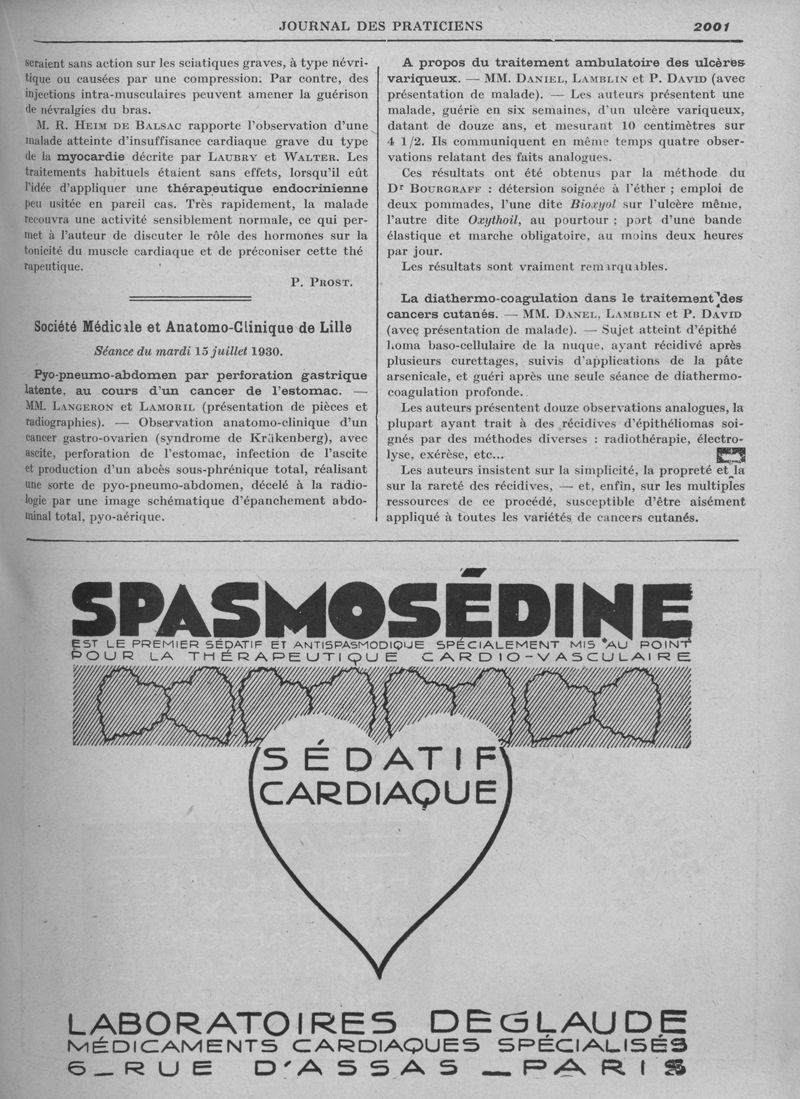 JOURNAL DES PRATICIENS 2001
seraient sans action sur les sciatiques graves, à type névri-
tique ou causées par une compression. Par contre, des
injections intra-musculaires peuvent amener la guérison
de névralgies du bras.
M. R. HEIM DE BALSAC rapporte l'observation d'une
malade atteinte d'insuffisance cardiaque grave du type
de la myocardie décrite par LAUBRY et WALTER. Les
traitements habituels étaient sans effets, lorsqu'il eût
l'idée d'appliquer une thérapeutique endocrinienne
peu usitée en pareil cas. Très rapidement, la malade
recouvra une activité sensiblement normale, ce qui per-
met à l'auteur de discuter le rôle des hormones sur la
tonicité du muscle cardiaque et de préconiser cette thé
rapeutique.
P. PROST.
Société Médicale et Anatomo-Clinique de Lille
Séance du mardi 15 juillet 1930.
Pyo-pneumo-abdomen par perforation gastrique
latente, au cours d'un cancer de l'estomac. —
MM. LANGERON et LAMORIL (présentation de pièces et
radiographies). — Observation anatomo-clinique d'un
cancer gastro-ovarien (syndrome de Krükenberg), avec
ascite, perforation de l'estomac, infection de l'ascite
et production d'un abcès sous-phrénique total, réalisant
une sorte de pyo-pneumo-abdomen, décelé à la radio-
logie par une image schématique d'épanchement abdo-
minal total, pyo-aérique.
A propos du traitement ambulatoire des ulcères
variqueux. — MM. DANIEL, LAMBLIN et P. DAVID (avec
présentation de malade). — Les auteurs présentent une
malade, guérie en six semaines, d'un ulcère variqueux,
datant de douze ans, et mesurant 10 centimètres sur
4 1/2. Ils communiquent en même temps quatre obser-
vations relatant des faits analogues.
Ces résultats ont été obtenus par la méthode du
Dr BOURGRAFF : détersion soignée à l'éther ; emploi de
deux pommades, l'une dite Bioxyol sur l'ulcère même,
l'autre dite Oxythoil, au pourtour ; port d'une bande
élastique et marche obligatoire, au moins deux heures
par jour.
Les résultats sont vraiment remarquables.
La diathermo-coagulation dans le traitement des
cancers cutanés. — MM. DANEL, LAMBLIN et P. DAVID
(avec présentation de malade). — Sujet atteint d'épithé
lioma baso-cellulaire de la nuque, ayant récidivé après
plusieurs curettages, suivis d'applications de la pâte
arsenicale, et guéri après une seule séance de diathermo-
coagulation profonde.
Les auteurs présentent douze observations analogues, la
plupart ayant trait à des récidives d'épithéliomas soi-
gnés par des méthodes diverses : radiothérapie, électro-
lyse, exérèse, etc...
Les auteurs insistent sur la simplicité, la propreté et la
sur la rareté des récidives, — et, enfin, sur les multiples
ressources de ce procédé, susceptible d'être aisément
appliqué à toutes les variétés de cancers cutanés.
SPASMOSÉDINE
EST LE PREMIER SÉDATIF ET ANTISPASMODIQUE SPÉCIALEMENT MIS AU POINT
POUR LA THÉRAPEUTIQUE CARDIO-VASCULAIRE
SÉDATIF
CARDIAQUE
LABORATOIRES DEGLAUDE
MÉDICAMENTS CARDIAQUES SPÉCIALISÉS
6_RUE D'ASSAS _ PARIS